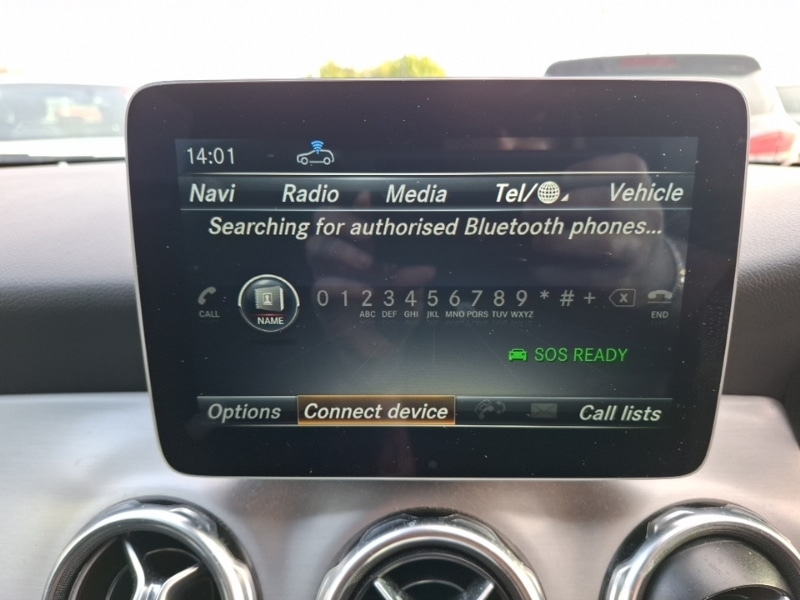 14:01
Navi Radio Media Tel/ Vehicle
Searching for authorised Bluetooth phones...
0 1 2 3 4 5 6 7 8 9 * # +
CALL NAME ABC DEF GHI JKL MNO PQRS TUV WXYZ END
SOS READY
Options Connect device Call lists